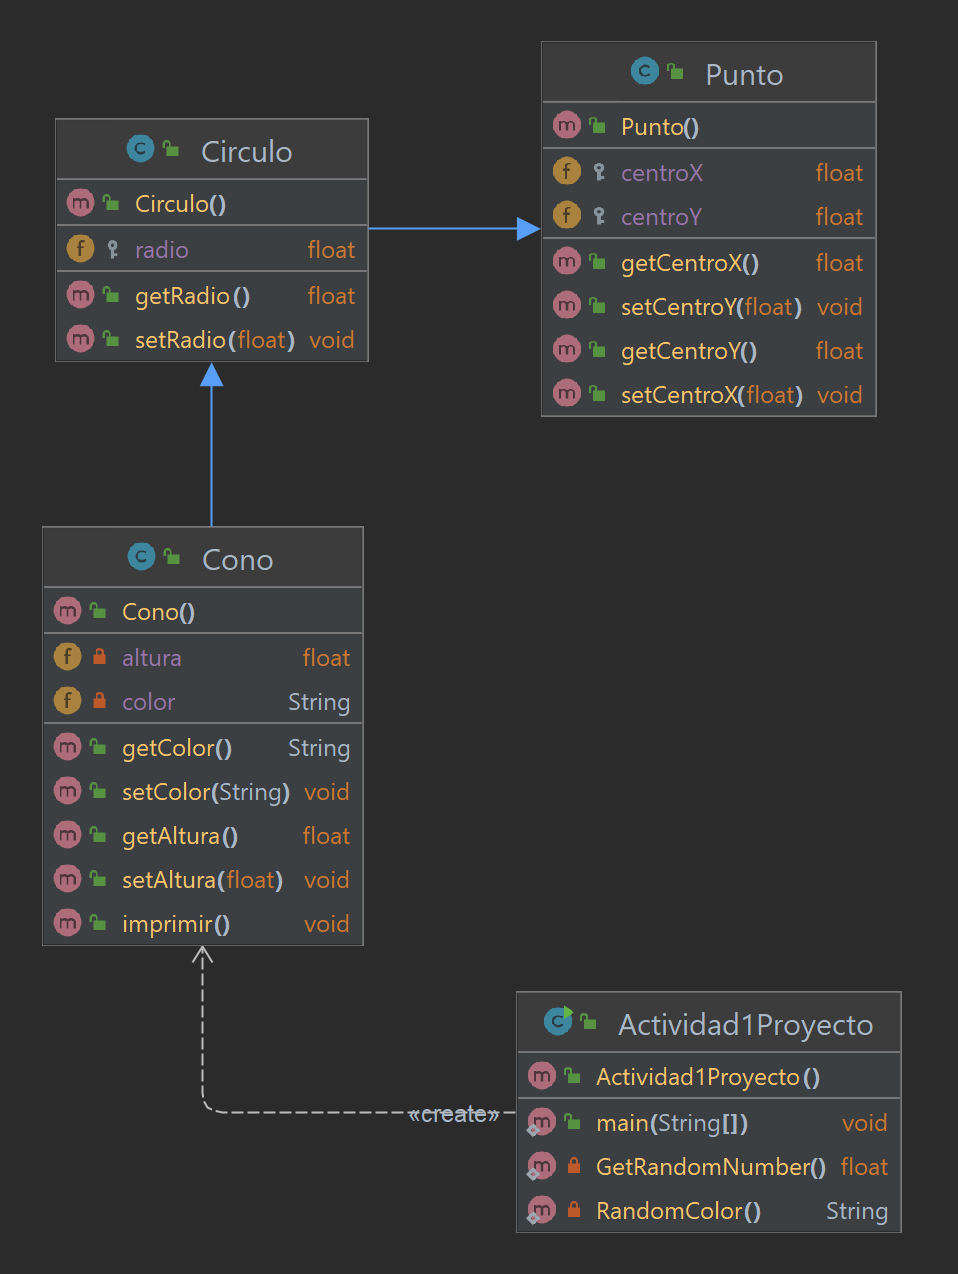 Punto
Punto()
centroX float
centroY float
getCentroX() float
setCentroY(float) void
getCentroY() float
setCentroX(float) void
Circulo
Circulo()
radio float
getRadio() float
setRadio(float) void
Cono
Cono()
altura float
color String
getColor() String
setColor(String) void
getAltura() float
setAltura(float) void
imprimir() void
«create»
Actividad1Proyecto
Actividad1Proyecto()
main(String[]) void
GetRandomNumber() float
RandomColor() String